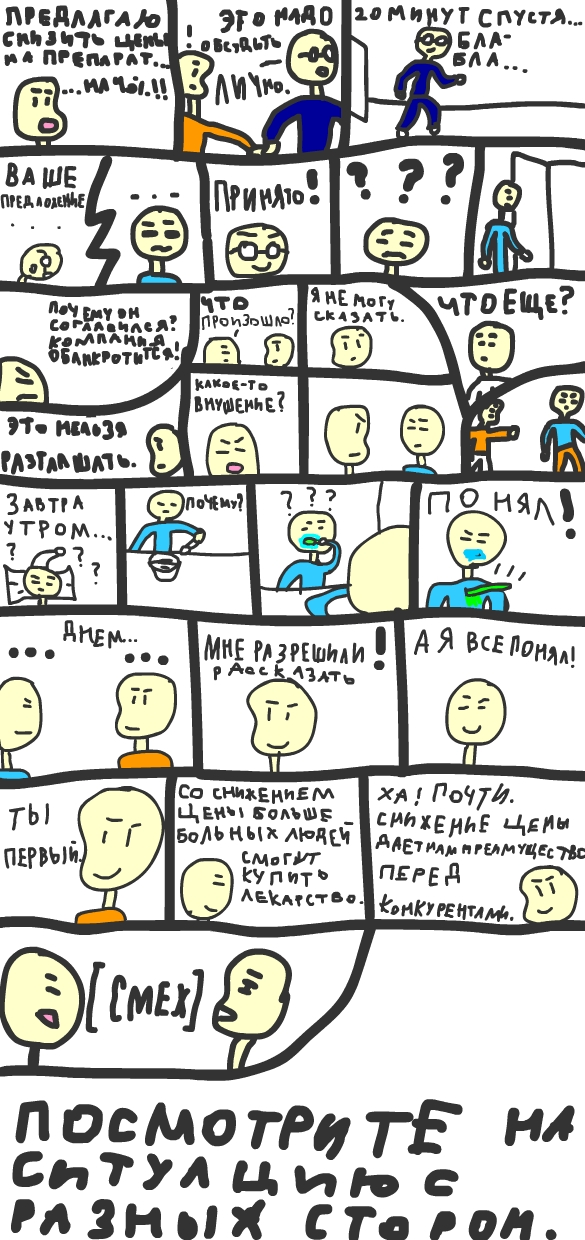 ПРЕДЛАГАЮ
СНИЗИТЬ ЦЕНЫ
НА ПРЕПАРАТ...
...НАЧ!..!!
!
ЭТО НАДО
ОБСУДИТЬ
ЛИЧНО.
20 МИНУТ СПУСТЯ...
БЛА-
БЛА...
ВАШЕ
ПРЕДЛОЖЕНИЕ
. . .
...
ПРИНЯТО!
? ? ?
ПОЧЕМУ ОН
СОГЛАСИЛСЯ?
КОМПАНИЯ
ОБАНКРОТИТСЯ!
ЧТО
ПРОИЗОШЛО?
Я НЕ МОГУ
СКАЗАТЬ.
ЧТО ЕЩЕ?
ЭТО НЕЛЬЗЯ
РАЗГЛАШАТЬ.
КАКОЕ-ТО
ВНУШЕНИЕ?
ЗАВТРА
УТРОМ...
? ? ?
ПОЧЕМУ?
? ? ?
ПОНЯЛ!
ДНЕМ...
... ...
МНЕ РАЗРЕШИЛИ!
РАССКАЗАТЬ
А Я ВСЕ ПОНЯЛ!
ТЫ
ПЕРВЫЙ.
СО СНИЖЕНИЕМ
ЦЕНЫ БОЛЬШЕ
БОЛЬНЫХ ЛЮДЕЙ
СМОГУТ
КУПИТЬ
ЛЕКАРСТВО.
ХА! ПОЧТИ.
СНИЖЕНИЕ ЦЕНЫ
ДАЕТ НАМ ПРЕИМУЩЕСТВО
ПЕРЕД
КОНКУРЕНТАМИ.
[СМЕХ]
ПОСМОТРИТЕ НА
СИТУАЦИЮ С
РАЗНЫХ СТОРОН.